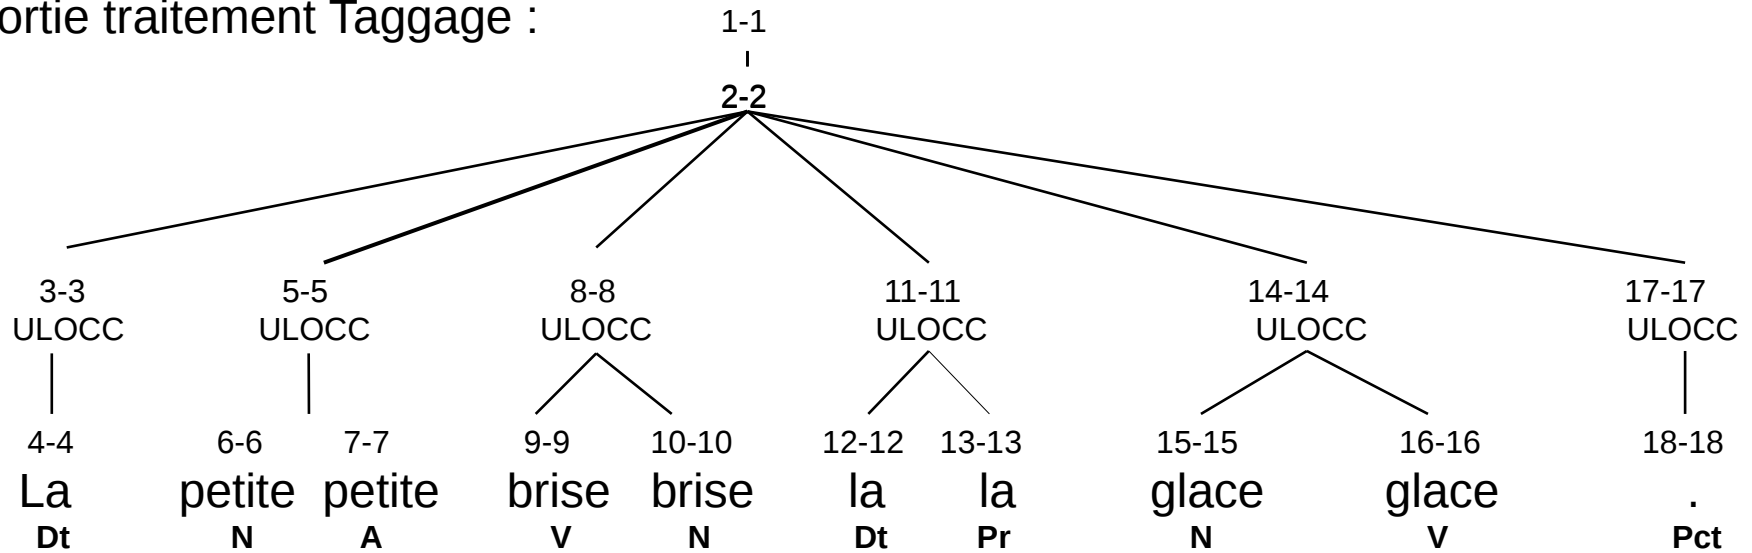 ortie traitement Taggage :
1-1
2-2
3-3 5-5 8-8 11-11 14-14 17-17
ULOCC ULOCC ULOCC ULOCC ULOCC ULOCC
4-4 6-6 7-7 9-9 10-10 12-12 13-13 15-15 16-16 18-18
La petite petite brise brise la la glace glace .
Dt N A V N Dt Pr N V Pct